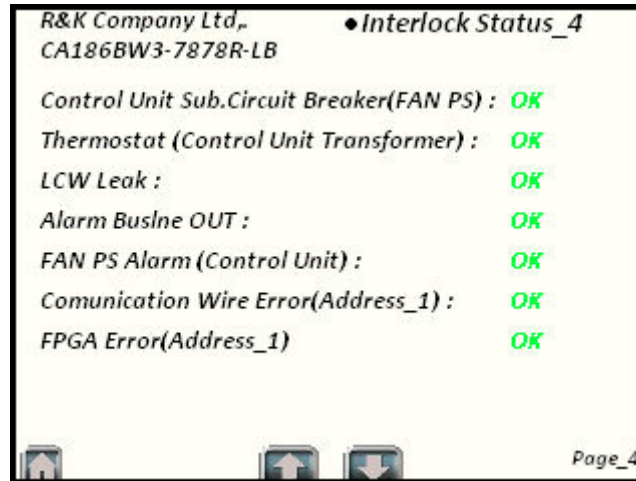 R&K Company Ltd,. ●Interlock Status_4
CA186BW3-7878R-LB
Control Unit Sub.Circuit Breaker(FAN PS) : OK
Thermostat (Control Unit Transformer) : OK
LCW Leak : OK
Alarm Buslne OUT : OK
FAN PS Alarm (Control Unit) : OK
Comunication Wire Error(Address_1) : OK
FPGA Error(Address_1) OK
Page_4